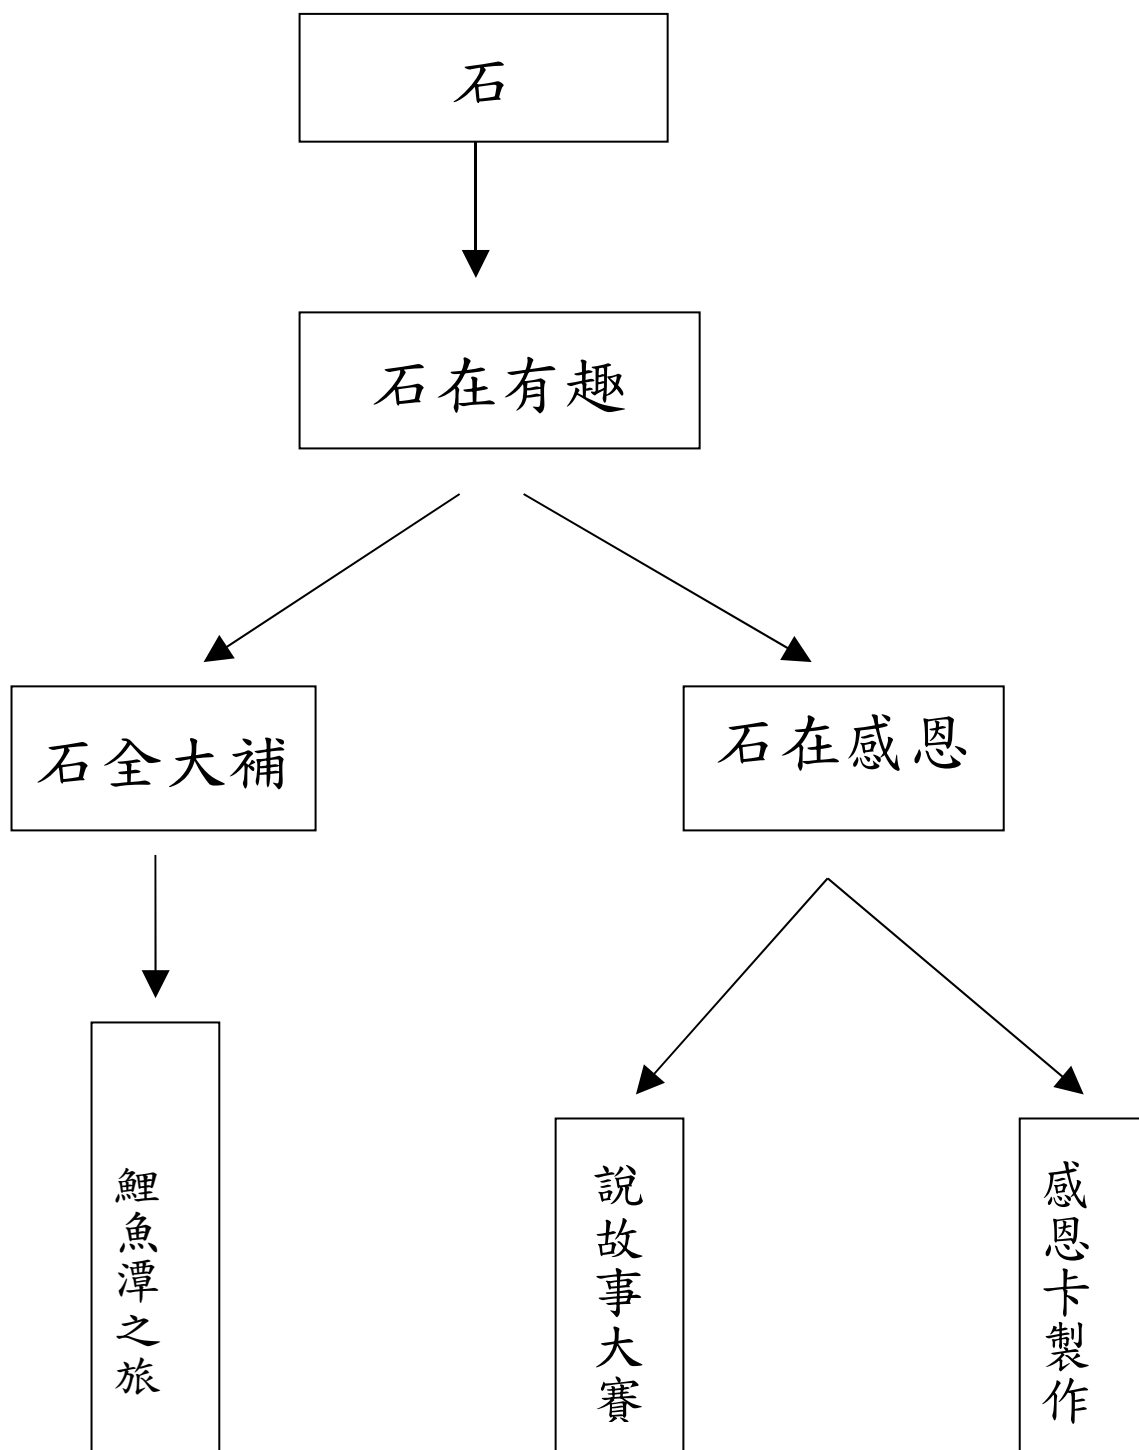 石
石在有趣
石全大補
石在感恩
鯉魚潭之旅
說故事大賽
感恩卡製作